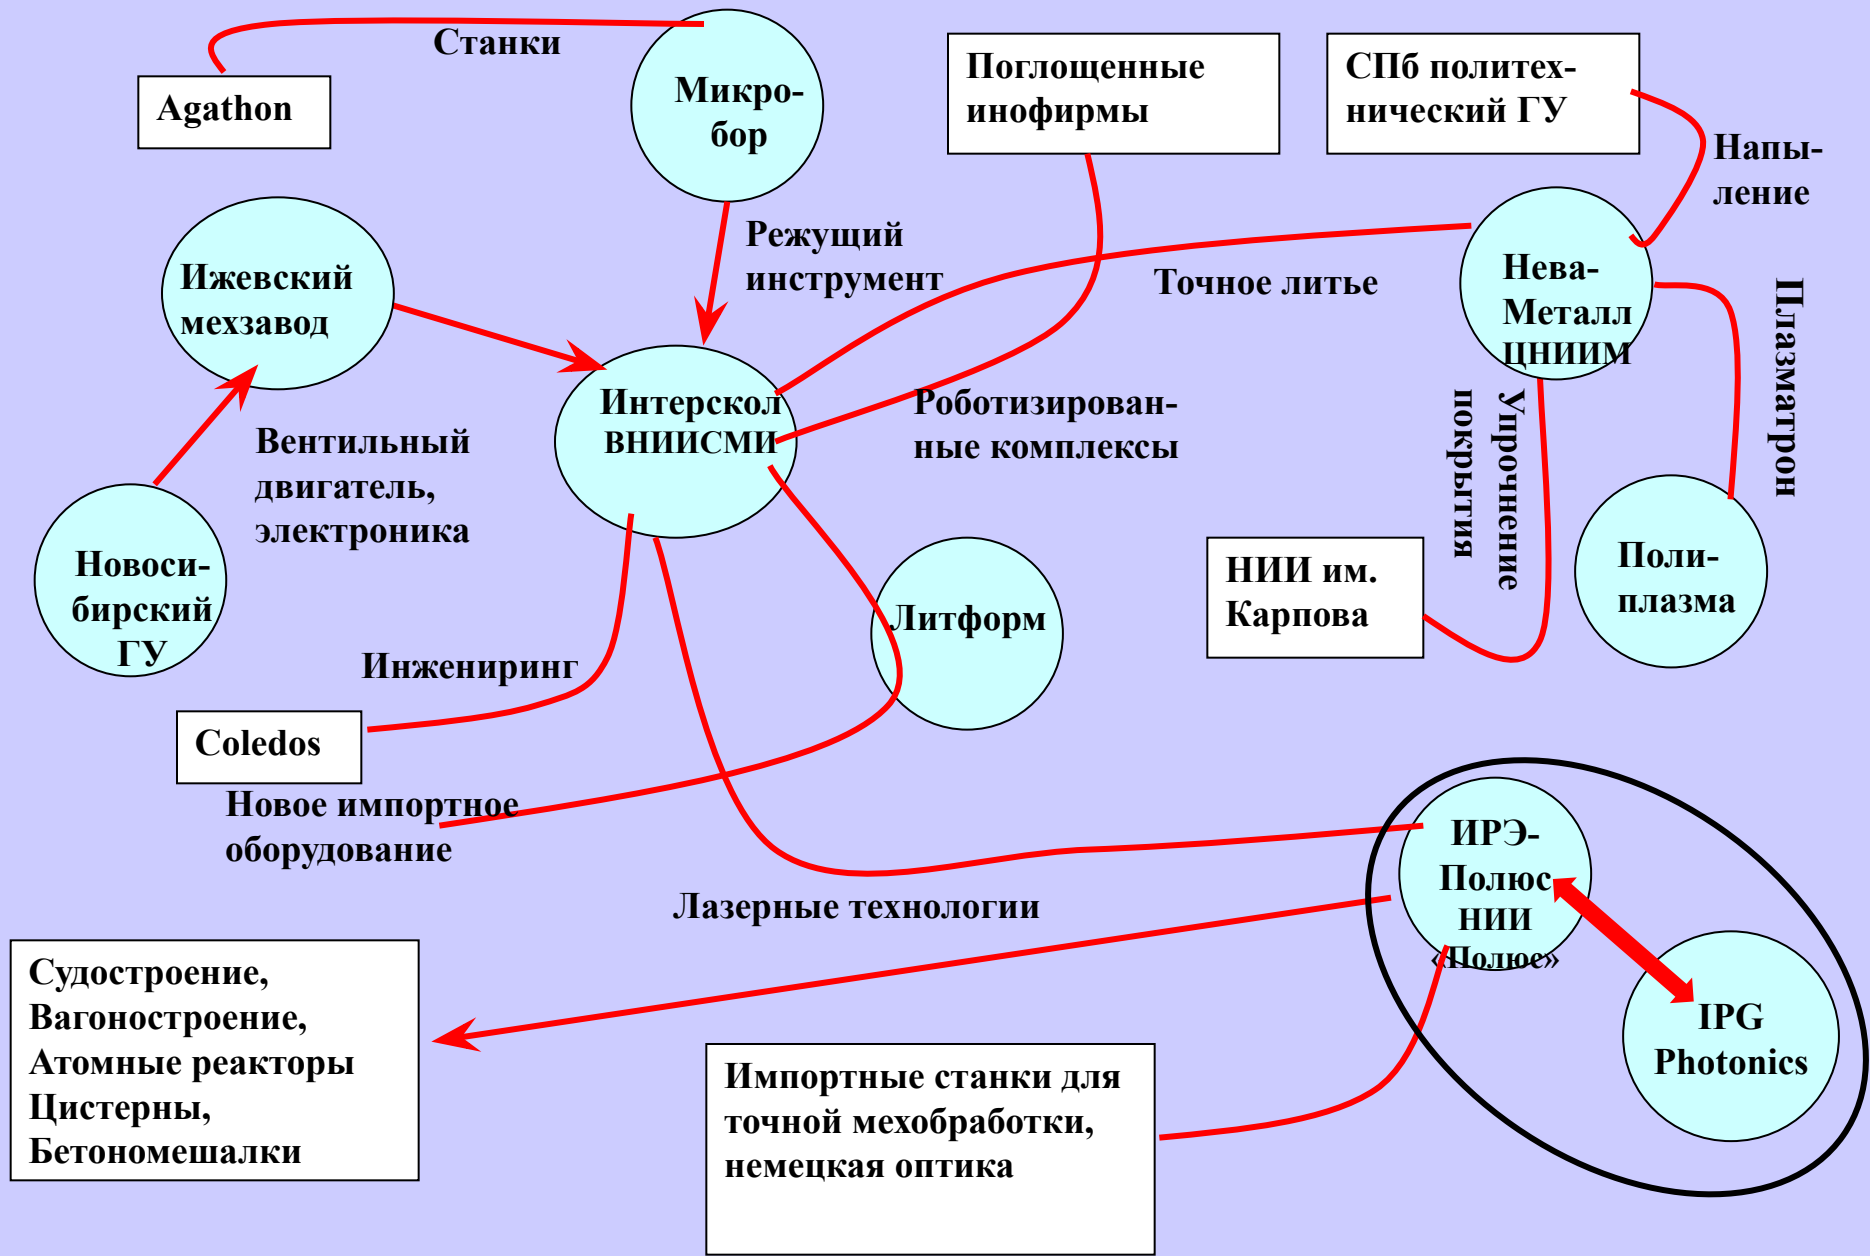 Станки
Agathon
Микро-
бор
Поглощенные
инофирмы
СПб политех-
нический ГУ
Напы-
ление
Ижевский
мехзавод
Режущий
инструмент
Точное литье
Нева-
Металл
ЦНИИМ
Плазматрон
Интерскол
ВНИИСМИ
Роботизирован-
ные комплексы
Упрочнение
покрытия
Вентильный
двигатель,
электроника
Новоси-
бирский
ГУ
Литформ
НИИ им.
Карпова
Поли-
плазма
Инжениринг
Coledos
Новое импортное
оборудование
Лазерные технологии
ИРЭ-
Полюс
НИИ
«Полюс»
IPG
Photonics
Судостроение,
Вагоностроение,
Атомные реакторы
Цистерны,
Бетономешалки
Импортные станки для
точной мехобработки,
немецкая оптика